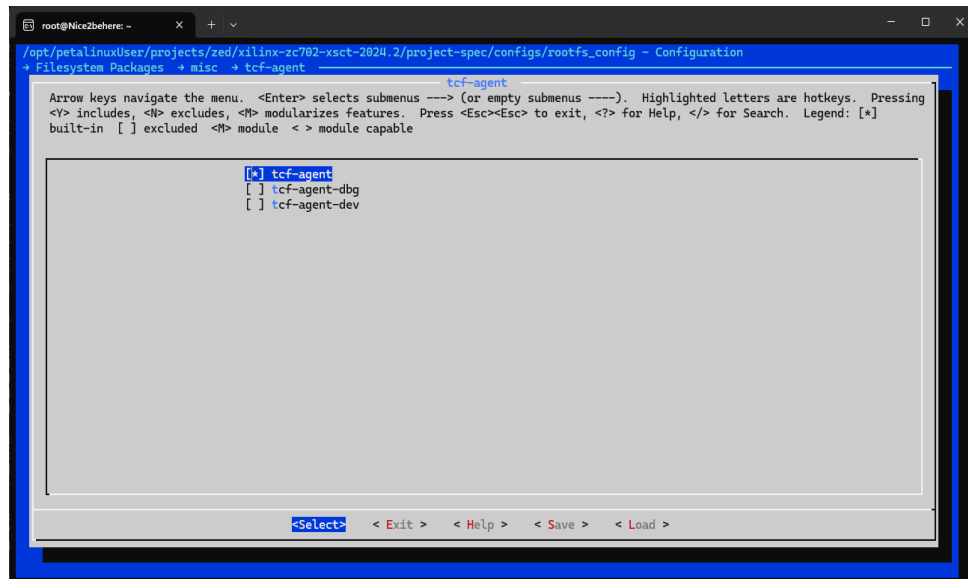 root@Nice2behere: ~
/opt/petalinuxUser/projects/zed/xilinx-zc702-xsct-2024.2/project-spec/configs/rootfs_config - Configuration
→ Filesystem Packages → misc → tcf-agent
tcf-agent
Arrow keys navigate the menu. <Enter> selects submenus ---> (or empty submenus ----). Highlighted letters are hotkeys. Pressing
<Y> includes, <N> excludes, <M> modularizes features. Press <Esc><Esc> to exit, <?> for Help, </> for Search. Legend: [*]
built-in [ ] excluded <M> module < > module capable
[*] tcf-agent
[ ] tcf-agent-dbg
[ ] tcf-agent-dev
<Select> < Exit > < Help > < Save > < Load >